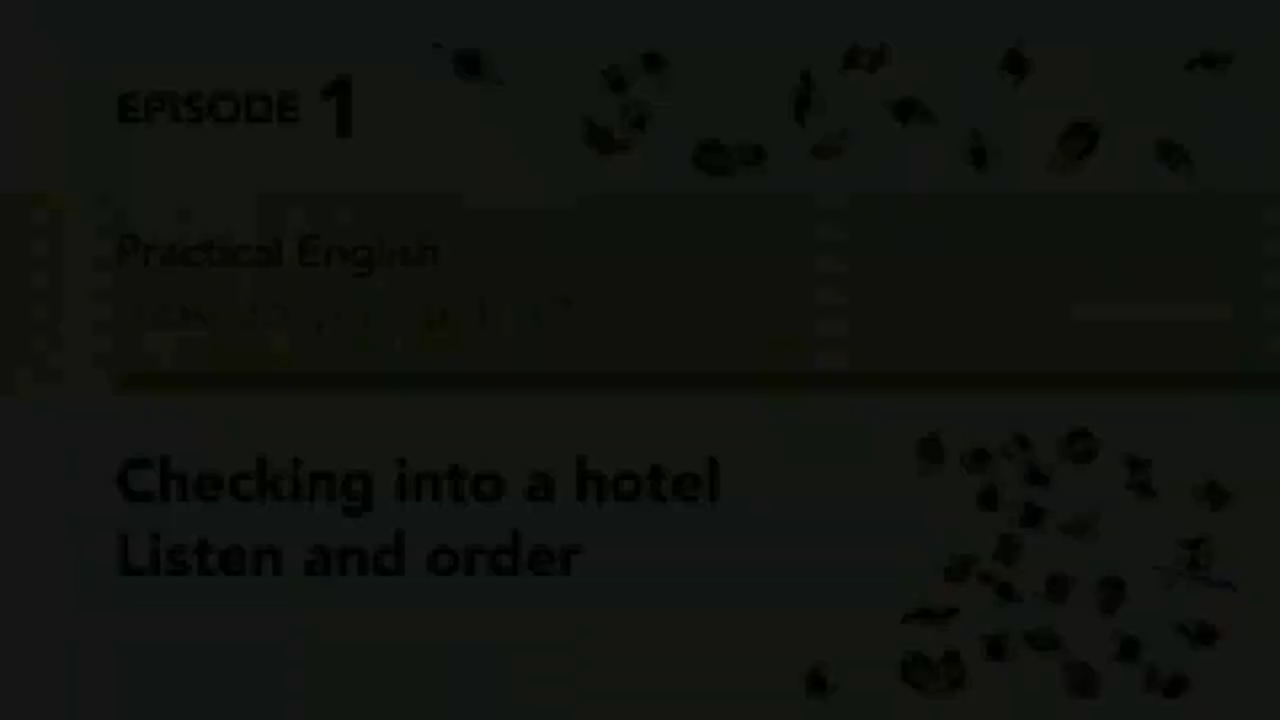 EPISODE 1
Practical English
Checking into a hotel
Listen and order